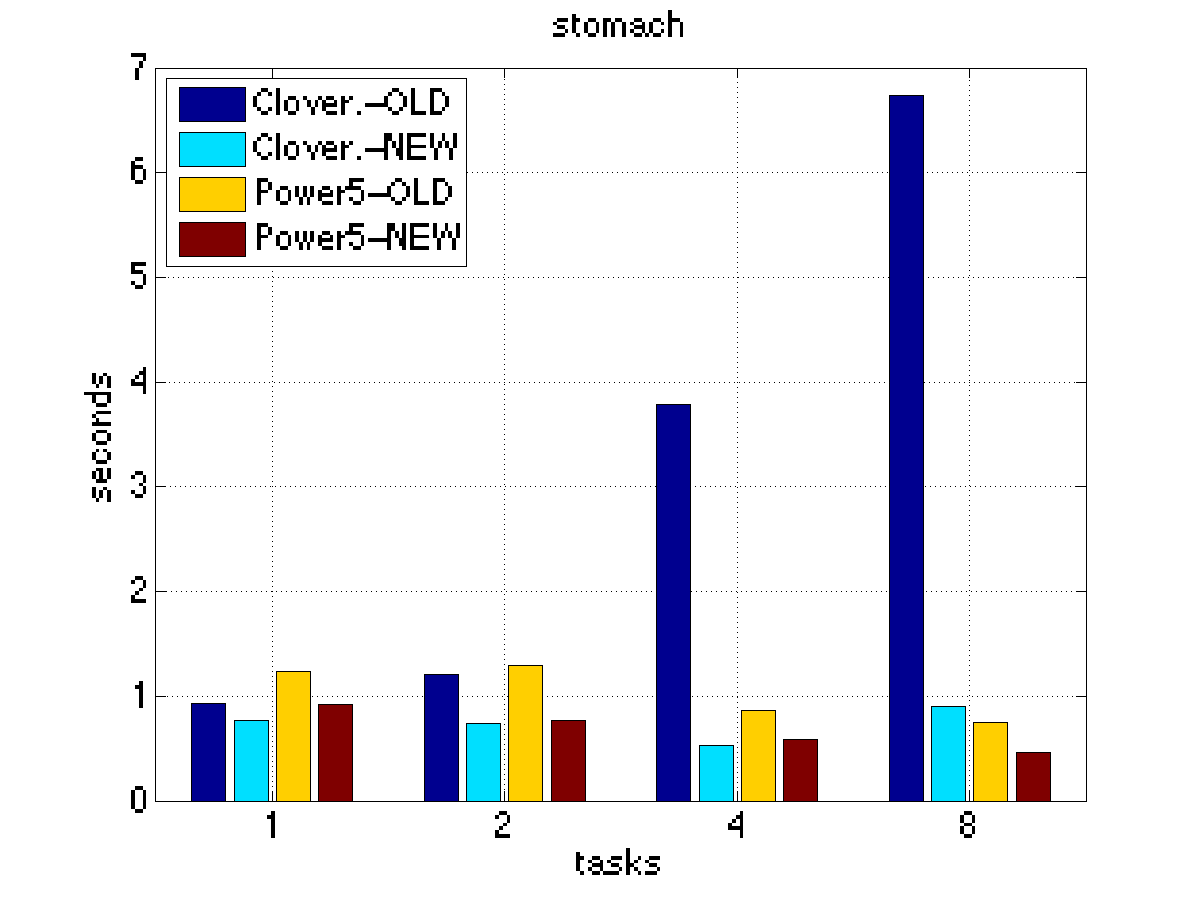 stomach
7
6
5
4
3
2
1
0
seconds
Clover.-OLD
Clover.-NEW
Power5-OLD
Power5-NEW
1 2 4 8
tasks